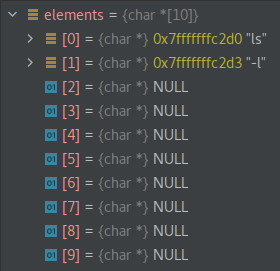 elements = {char *[10]}
[0] = {char *} 0x7fffffffc2d0 "ls"
[1] = {char *} 0x7fffffffc2d3 "-l"
01 [2] = {char *} NULL
01 [3] = {char *} NULL
01 [4] = {char *} NULL
01 [5] = {char *} NULL
01 [6] = {char *} NULL
01 [7] = {char *} NULL
01 [8] = {char *} NULL
01 [9] = {char *} NULL